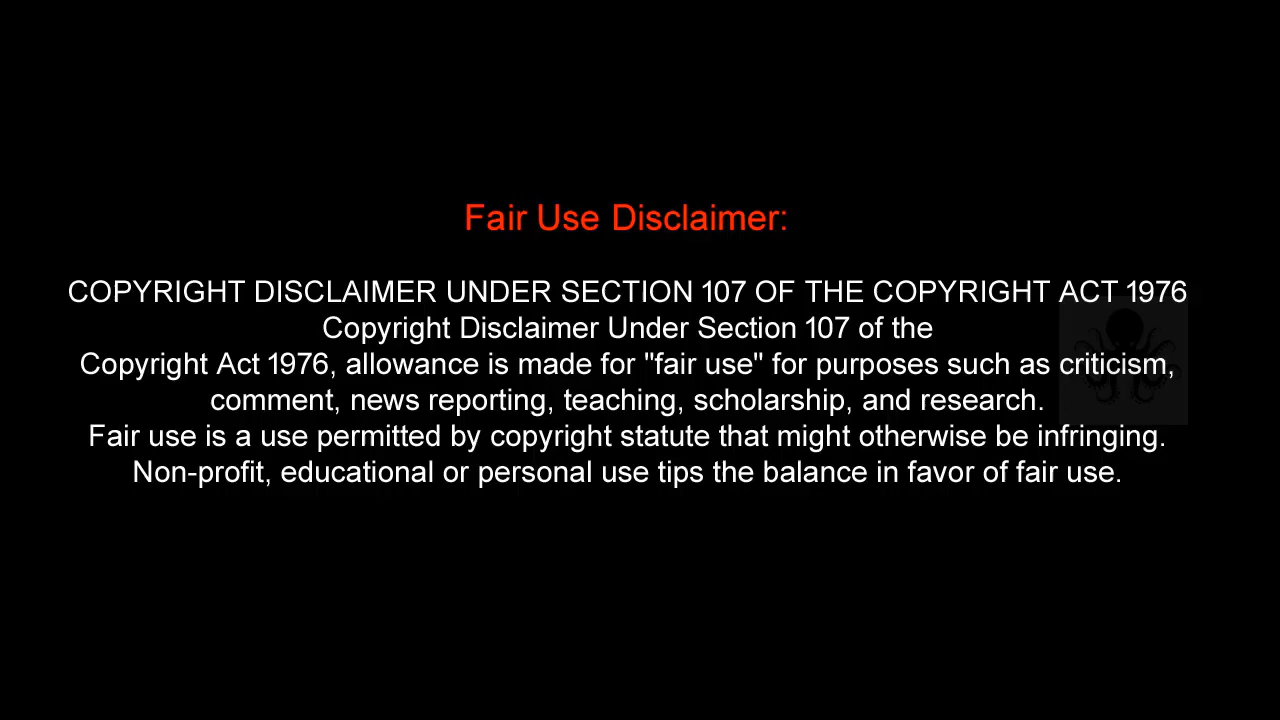 Fair Use Disclaimer:
COPYRIGHT DISCLAIMER UNDER SECTION 107 OF THE COPYRIGHT ACT 1976
Copyright Disclaimer Under Section 107 of the
Copyright Act 1976, allowance is made for "fair use" for purposes such as criticism,
comment, news reporting, teaching, scholarship, and research.
Fair use is a use permitted by copyright statute that might otherwise be infringing.
Non-profit, educational or personal use tips the balance in favor of fair use.